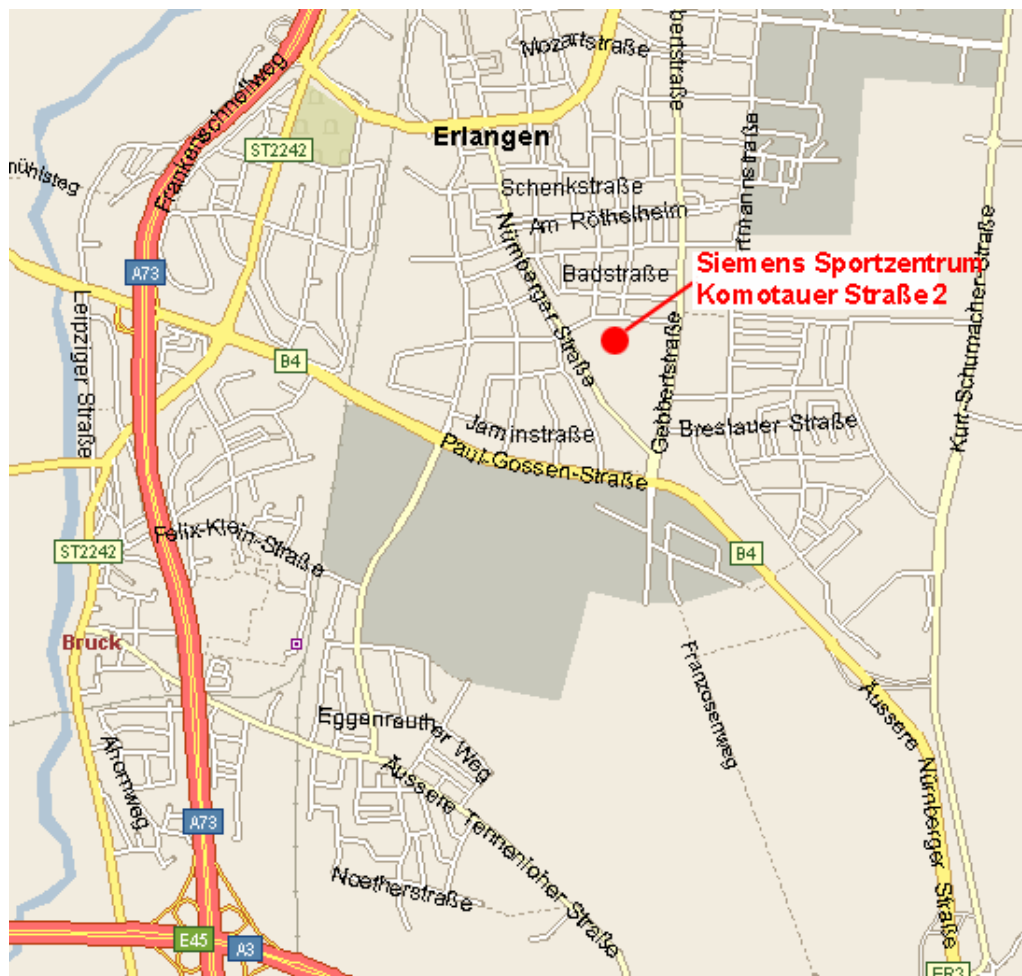 Mozartstraße
Frankenschnellweg
Erlangen
ST2242
Schenkstraße
Am Röthelheim
Nürnberger Straße
A73
Badstraße
Siemens Sportzentrum
Komotauer Straße 2
Leipziger Straße
Gebbertstraße
Kurt-Schumacher-Straße
B4
Jaminstraße
Breslauer Straße
Paul-Gossen-Straße
Felix-Klein-Straße
ST2242
B4
Bruck
Franzosenweg
Eggenreuther Weg
Äussere Nürnberger Straße
Ahornweg
Äussere Tennenloher Straße
A73
Noetherstraße
E45
A3